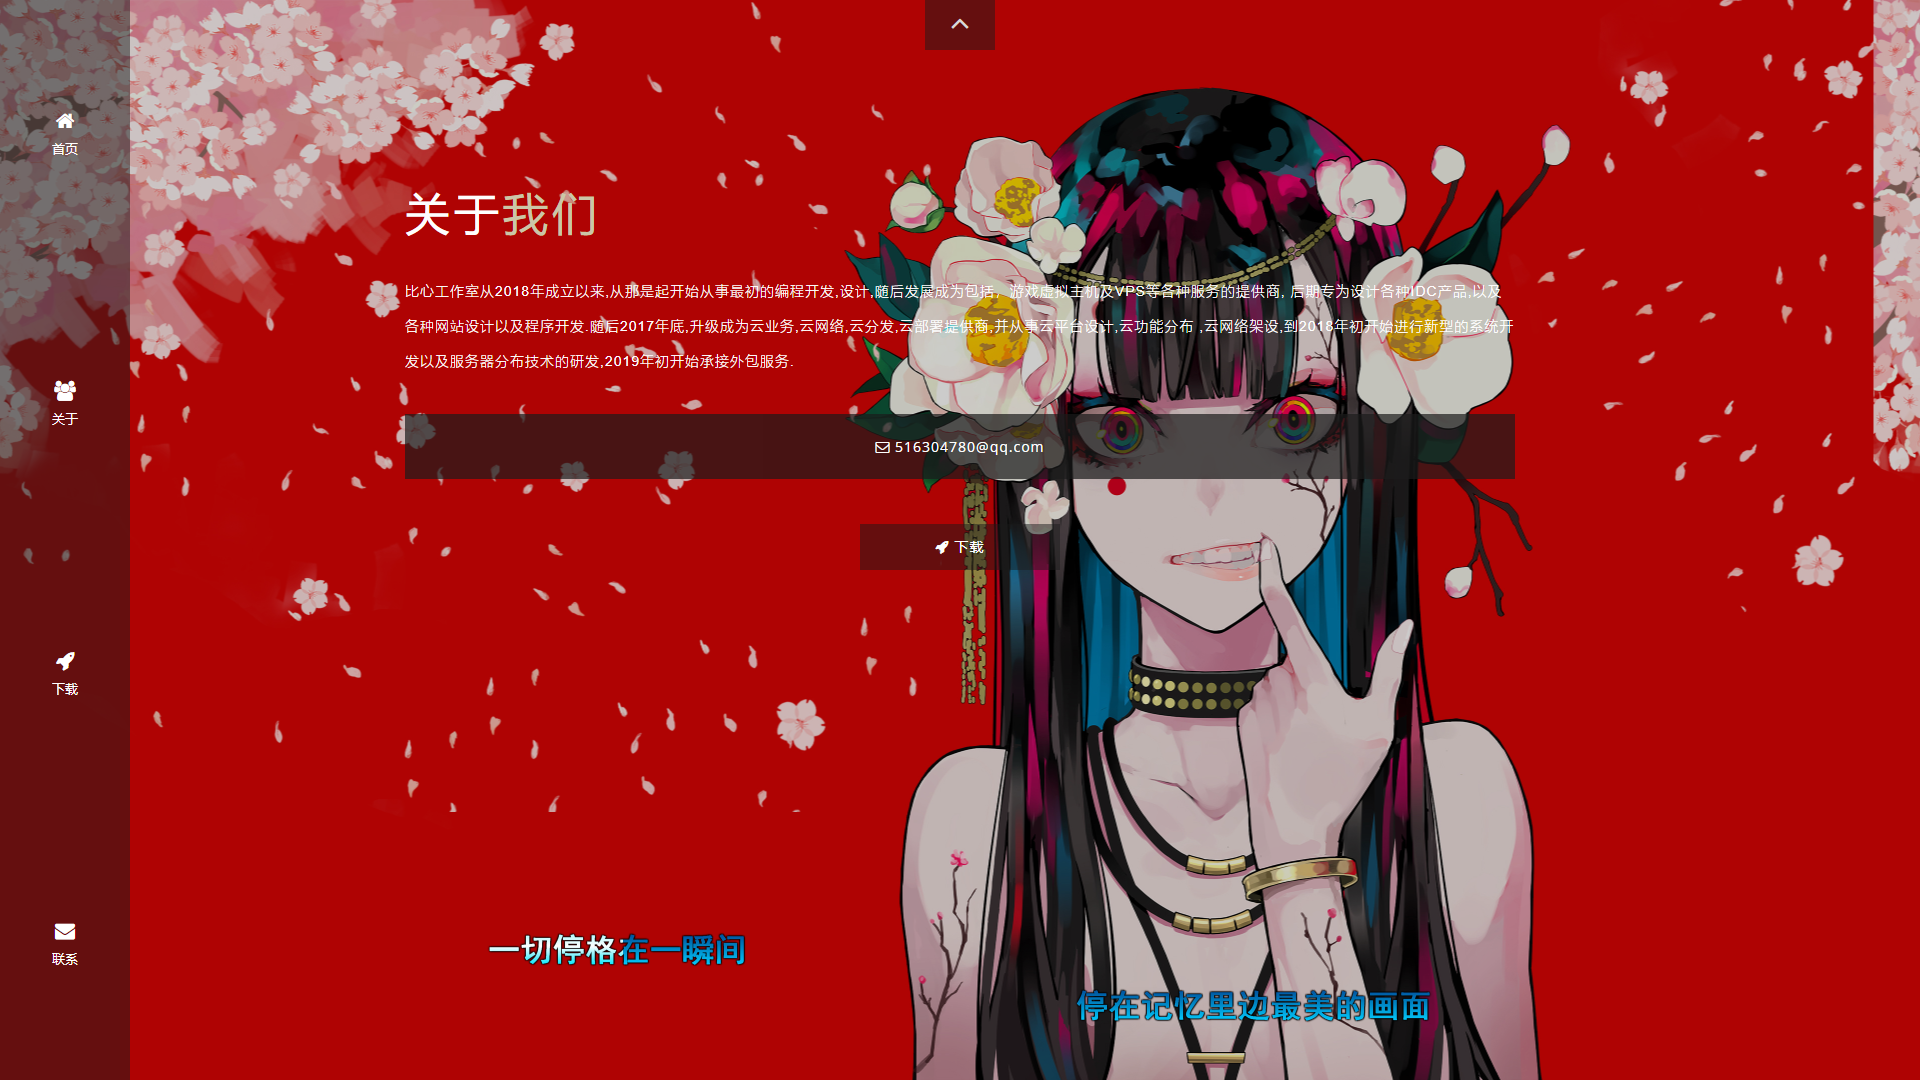 首页
关于
下载
联系
关于我们
比心工作室从2018年成立以来,从那是起开始从事最初的编程开发,设计,随后发展成为包括，游戏虚拟主机及VPS等各种服务的提供商, 后期专为设计各种IDC产品,以及
各种网站设计以及程序开发.随后2017年底,升级成为云业务,云网络,云分发,云部署提供商,并从事云平台设计,云功能分布 ,云网络架设,到2018年初开始进行新型的系统开
发以及服务器分布技术的研发,2019年初开始承接外包服务.
516304780@qq.com
下载
一切停格在一瞬间
停在记忆里边最美的画面